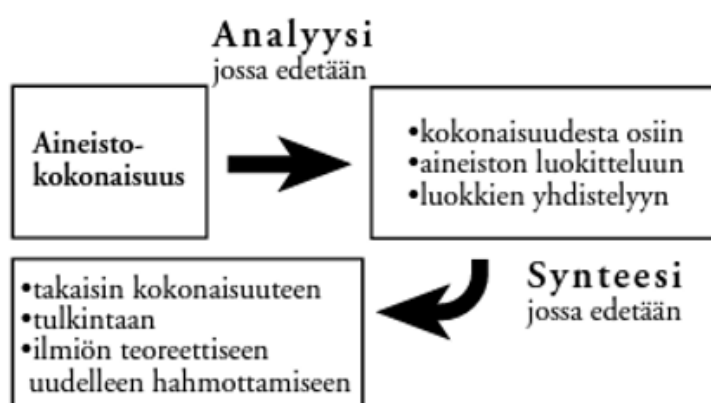 Analyysi
jossa edetään
Aineisto-
kokonaisuus
•kokonaisuudesta osiin
•aineiston luokitteluun
•luokkien yhdistelyyn
Synteesi
jossa edetään
•takaisin kokonaisuuteen
•tulkintaan
•ilmiön teoreettiseen
uudelleen hahmottamiseen